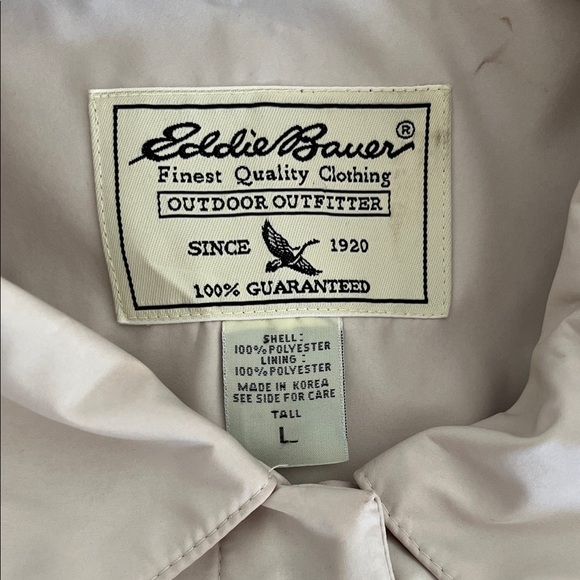 Eddie Bauer®
Finest Quality Clothing
OUTDOOR OUTFITTER
SINCE 1920
100% GUARANTEED
SHELL:
100% POLYESTER
LINING:
100% POLYESTER
MADE IN KOREA
SEE SIDE FOR CARE
TALL
L